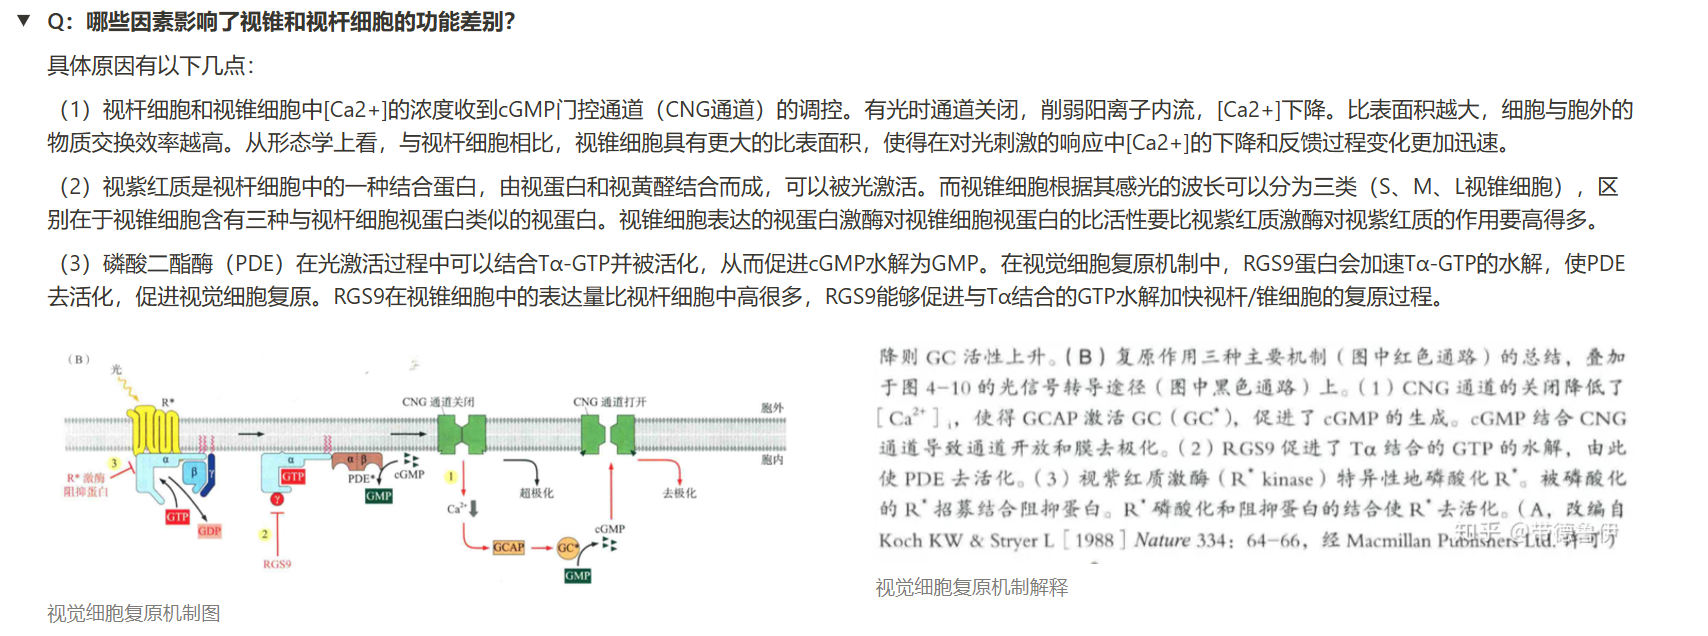 ▼ Q：哪些因素影响了视锥和视杆细胞的功能差别？
具体原因有以下几点：
（1）视杆细胞和视锥细胞中[Ca2+]的浓度收到cGMP门控通道（CNG通道）的调控。有光时通道关闭，削弱阳离子内流，[Ca2+]下降。比表面积越大，细胞与胞外的
物质交换效率越高。从形态学上看，与视杆细胞相比，视锥细胞具有更大的比表面积，使得在对光刺激的响应中[Ca2+]的下降和反馈过程变化更加迅速。
（2）视紫红质是视杆细胞中的一种结合蛋白，由视蛋白和视黄醛结合而成，可以被光激活。而视锥细胞根据其感光的波长可以分为三类（S、M、L视锥细胞），区
别在于视锥细胞含有三种与视杆细胞视蛋白类似的视蛋白。视锥细胞表达的视蛋白激酶对视锥细胞视蛋白的比活性要比视紫红质激酶对视紫红质的作用要高得多。
（3）磷酸二酯酶（PDE）在光激活过程中可以结合Tα-GTP并被活化，从而促进cGMP水解为GMP。在视觉细胞复原机制中，RGS9蛋白会加速Tα-GTP的水解，使PDE
去活化，促进视觉细胞复原。RGS9在视锥细胞中的表达量比视杆细胞中高很多，RGS9能够促进与Tα结合的GTP水解加快视杆/锥细胞的复原过程。
（B）
光
R*
CNG 通道关闭
CNG 通道打开
胞外
胞内
3
α
β
γ
R* 激酶
阻抑蛋白
GTP
GDP
α
GTP
γ
2
RGS9
α β
PDE*
cGMP
GMP
1
超极化
去极化
Ca²⁺
GCAP
GC*
cGMP
GMP
视觉细胞复原机制图
降则 GC 活性上升。（B）复原作用三种主要机制（图中红色通路）的总结，叠加
于图 4-10 的光信号转导途径（图中黑色通路）上。（1）CNG 通道的关闭降低了
[Ca²⁺]ᵢ，使得 GCAP 激活 GC（GC*），促进了 cGMP 的生成。cGMP 结合 CNG
通道导致通道开放和膜去极化。（2）RGS9 促进了 Tα 结合的 GTP 的水解，由此
使 PDE 去活化。（3）视紫红质激酶（R* kinase）特异性地磷酸化 R*。被磷酸化
的 R* 招募结合阻抑蛋白。R* 磷酸化和阻抑蛋白的结合使 R* 去活化。（A，改编自
Koch KW & Stryer L［1988］Nature 334：64-66，经 Macmillan Publishers Ltd. 许可）
知乎 @带德鲁伊
视觉细胞复原机制解释